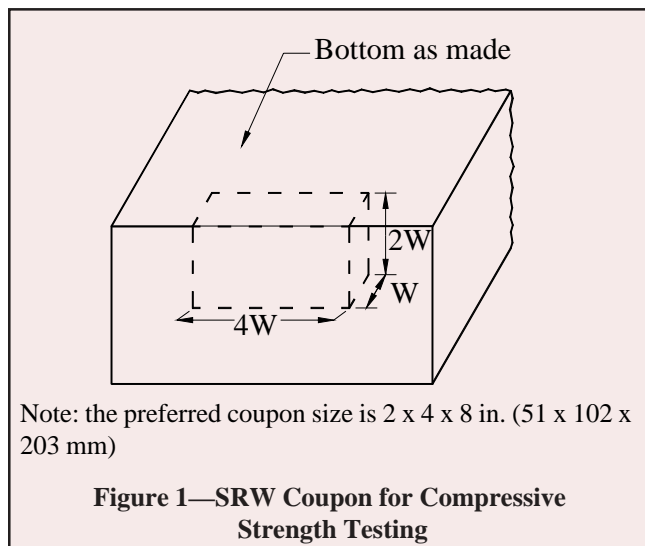 Bottom as made
2W
W
4W
Note: the preferred coupon size is 2 x 4 x 8 in. (51 x 102 x
203 mm)
Figure 1—SRW Coupon for Compressive
Strength Testing